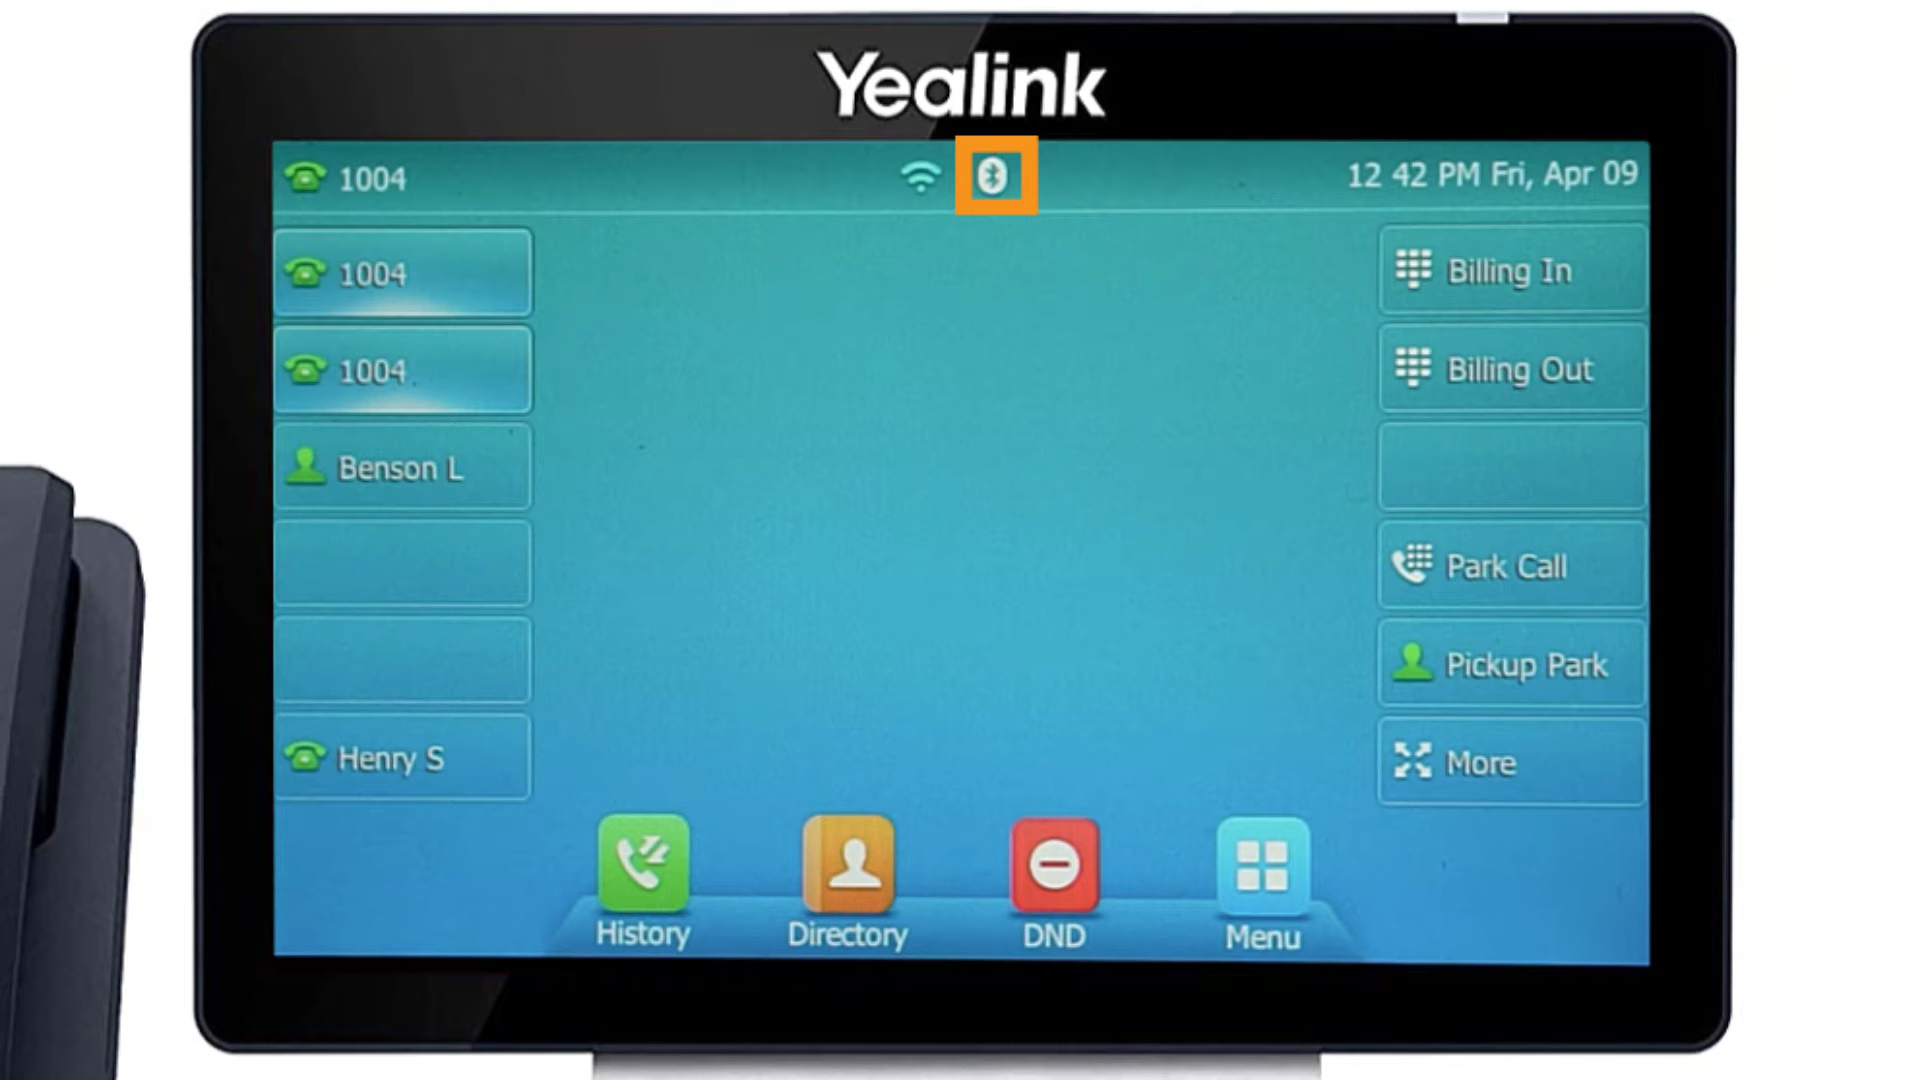 Yealink
1004
12 42 PM Fri, Apr 09
1004
1004
Benson L
Henry S
Billing In
Billing Out
Park Call
Pickup Park
More
History
Directory
DND
Menu